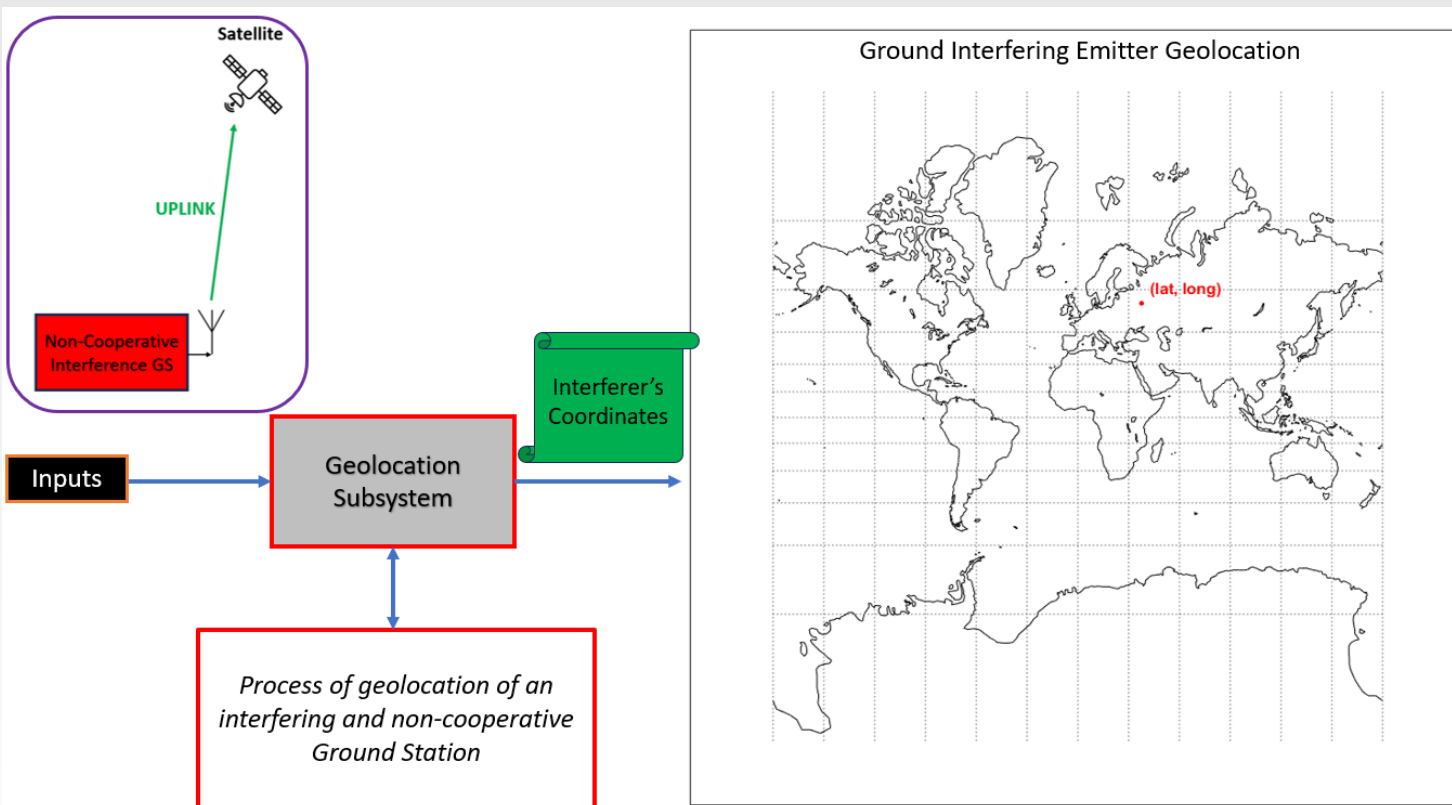 Satellite
UPLINK
Non-Cooperative
Interference GS
Inputs
Geolocation
Subsystem
Interferer’s
Coordinates
Process of geolocation of an
interfering and non-cooperative
Ground Station
Ground Interfering Emitter Geolocation
(lat, long)